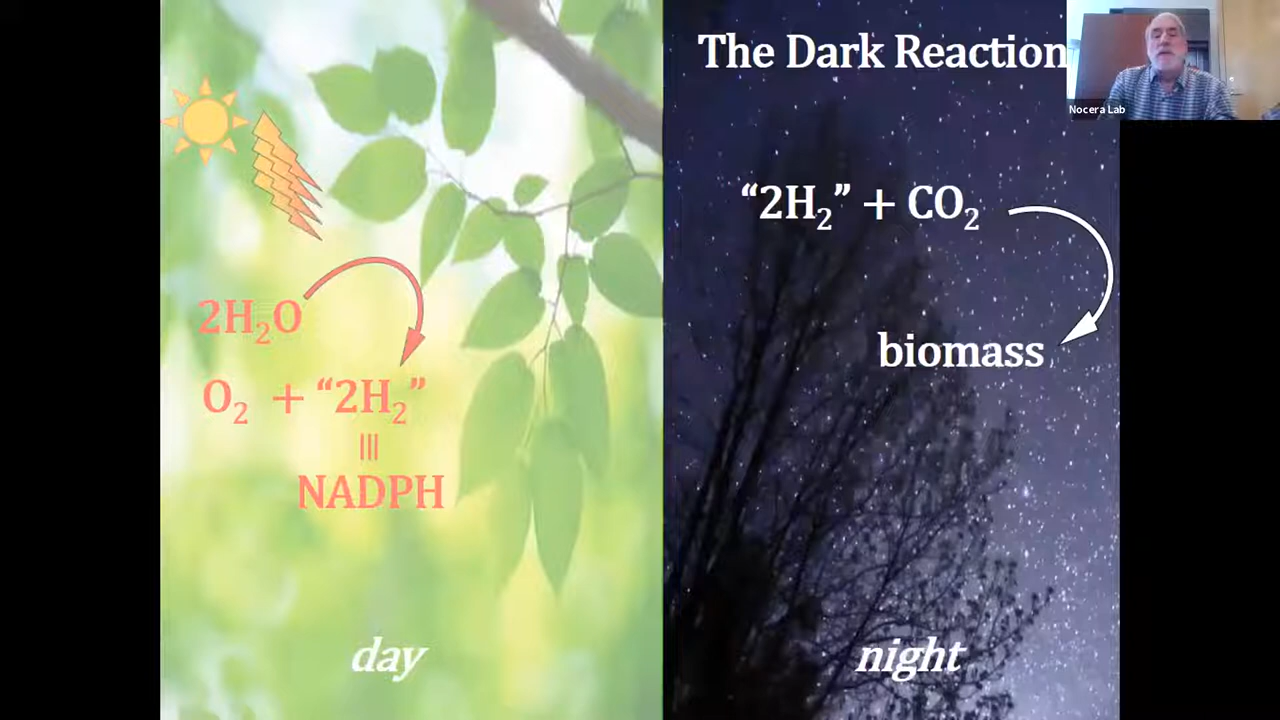 The Dark Reaction
Nocera Lab
“2H₂” + CO₂
biomass
2H₂O
O₂ + “2H₂”
≡
NADPH
day
night